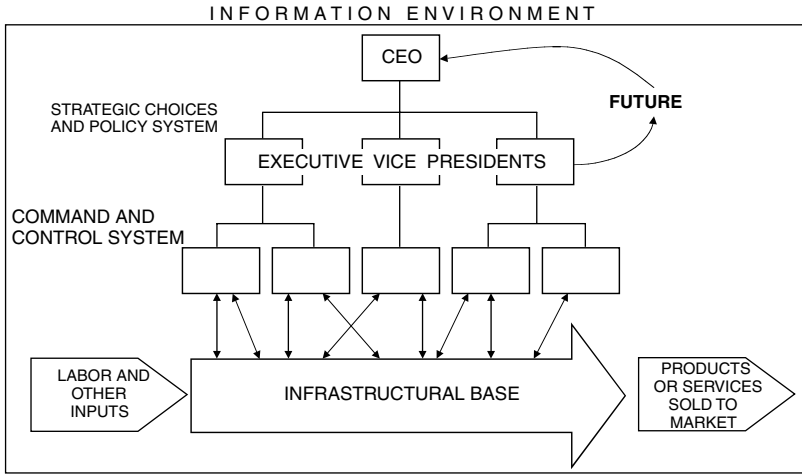 INFORMATION ENVIRONMENT
CEO
FUTURE
STRATEGIC CHOICES
AND POLICY SYSTEM
EXECUTIVE VICE PRESIDENTS
COMMAND AND
CONTROL SYSTEM
LABOR AND
OTHER
INPUTS
INFRASTRUCTURAL BASE
PRODUCTS
OR SERVICES
SOLD TO
MARKET